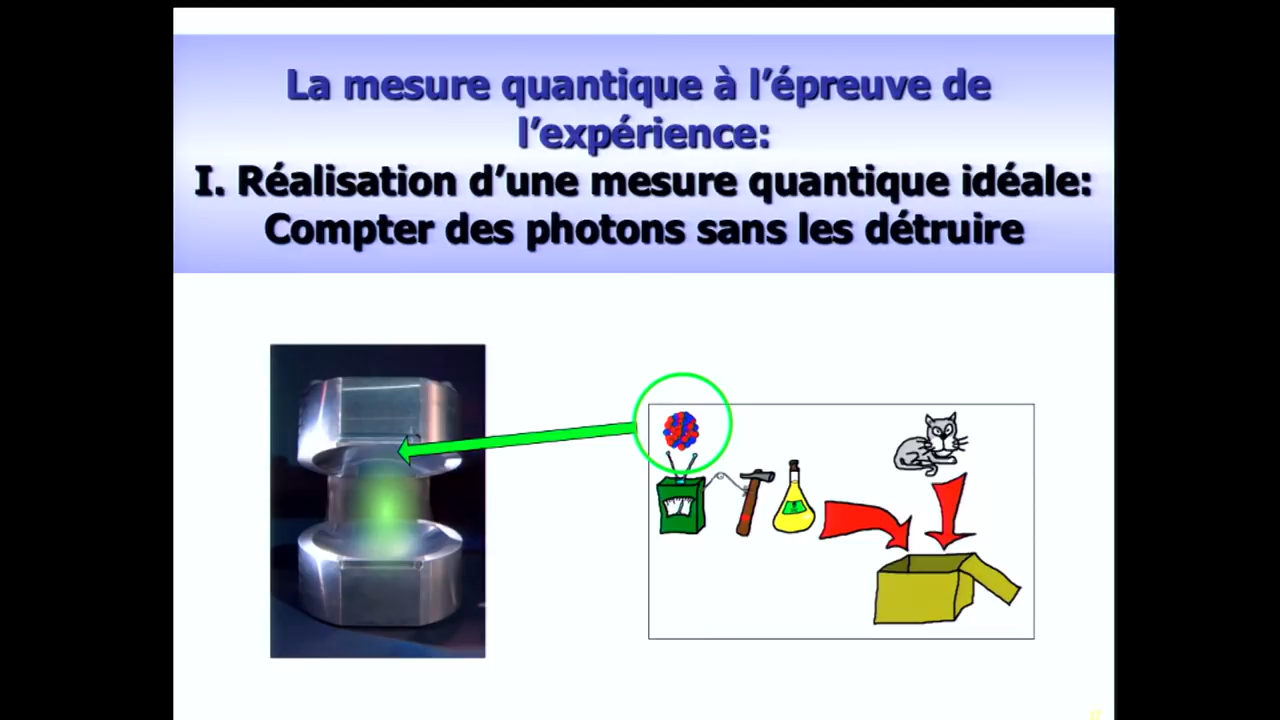 La mesure quantique à l’épreuve de
l’expérience:
I. Réalisation d’une mesure quantique idéale:
Compter des photons sans les détruire